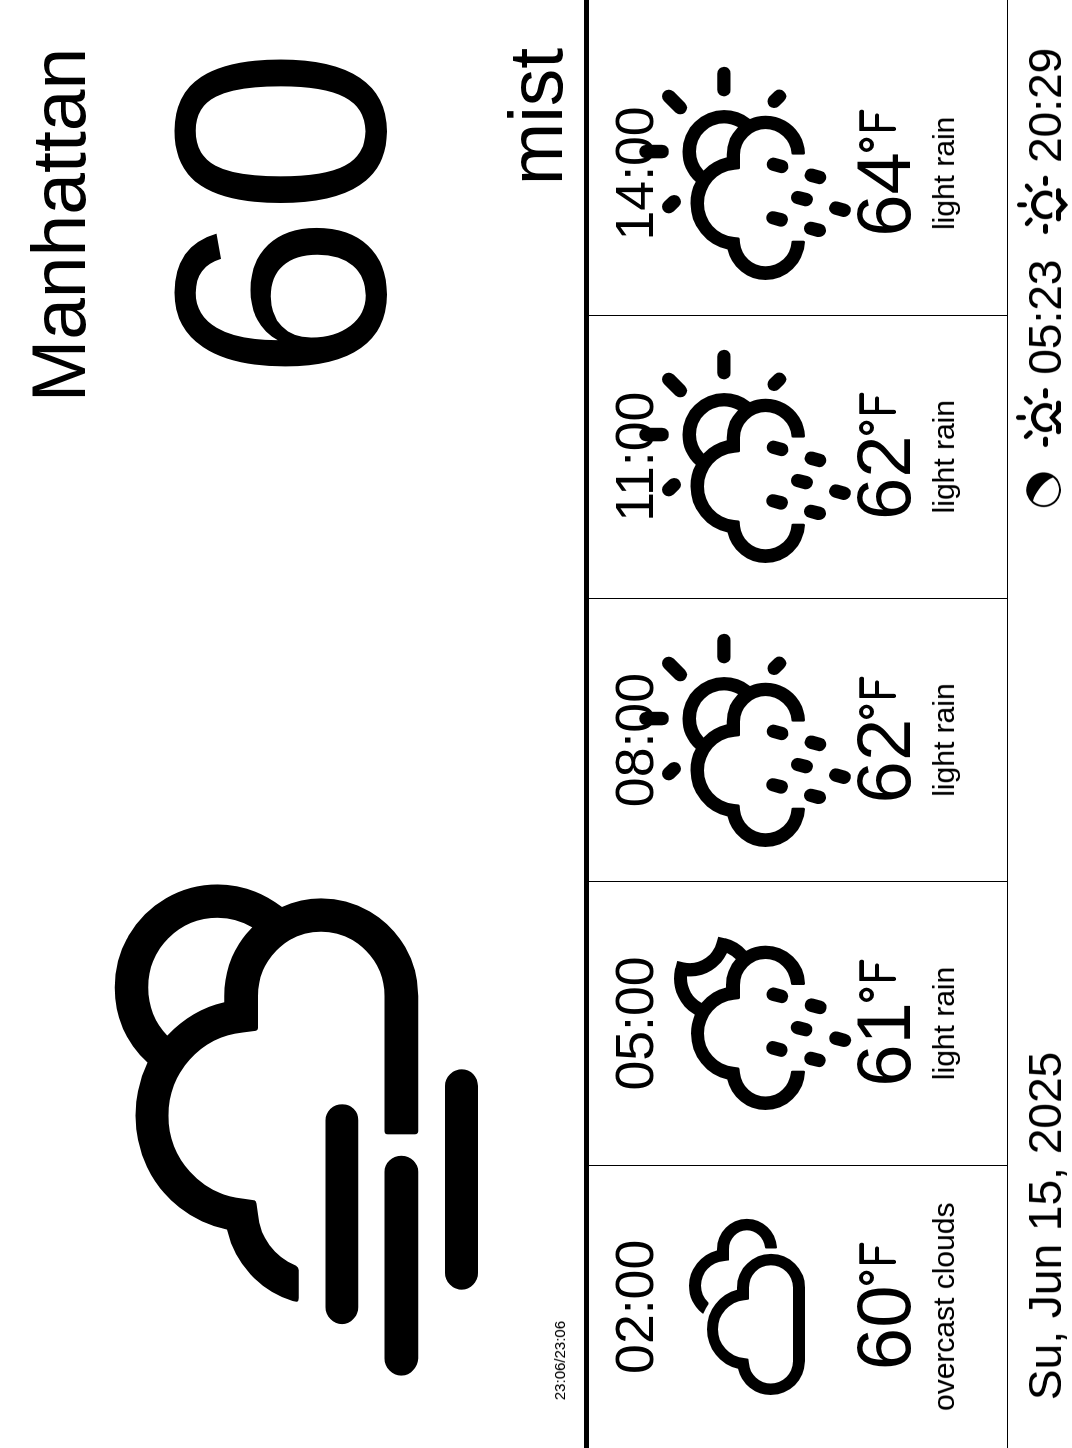 Manhattan
60
mist
23:06/23:06
02:00
60°F
overcast clouds
05:00
61°F
light rain
08:00
62°F
light rain
11:00
62°F
light rain
14:00
64°F
light rain
Su, Jun 15, 2025
05:23
20:29